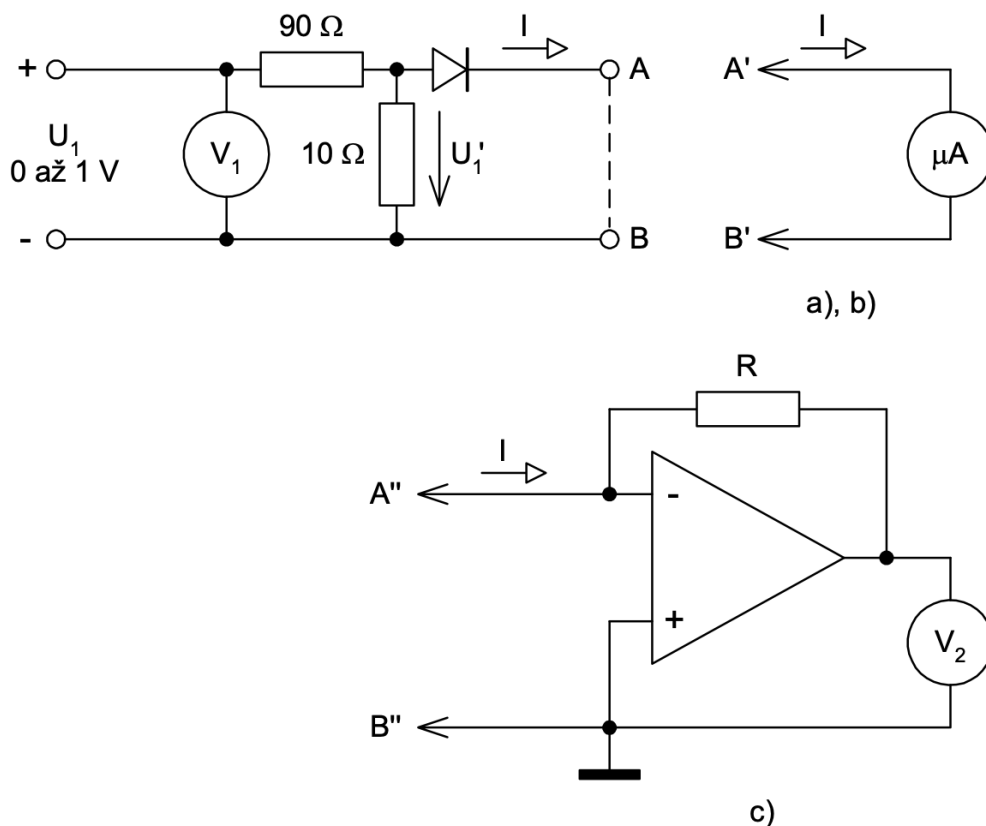 90 Ω
I
I
+
A
A'
U₁
0 až 1 V
V₁
10 Ω
U₁'
µA
-
B
B'
a), b)
R
I
A''
-
+
V₂
B''
c)